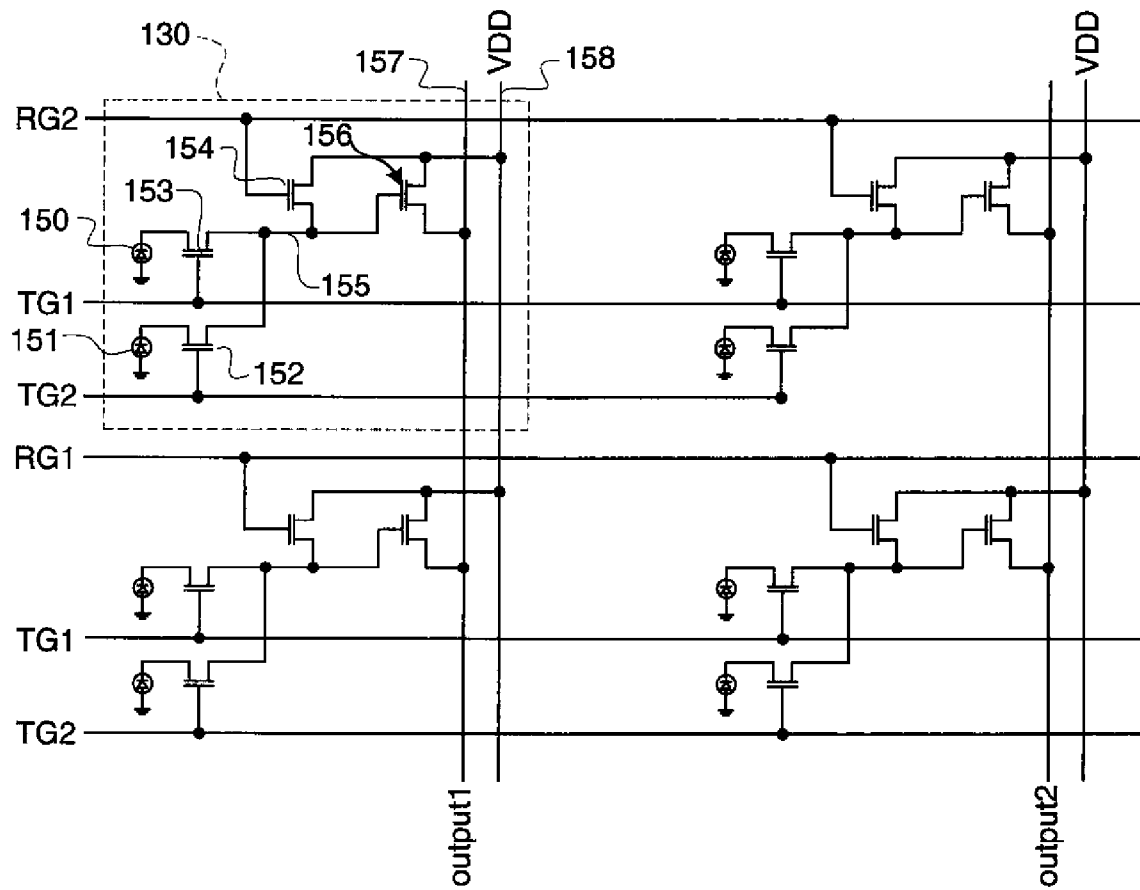 130
157
VDD
158
VDD
RG2
154
156
153
150
155
TG1
151
152
TG2
RG1
TG1
TG2
output1
output2